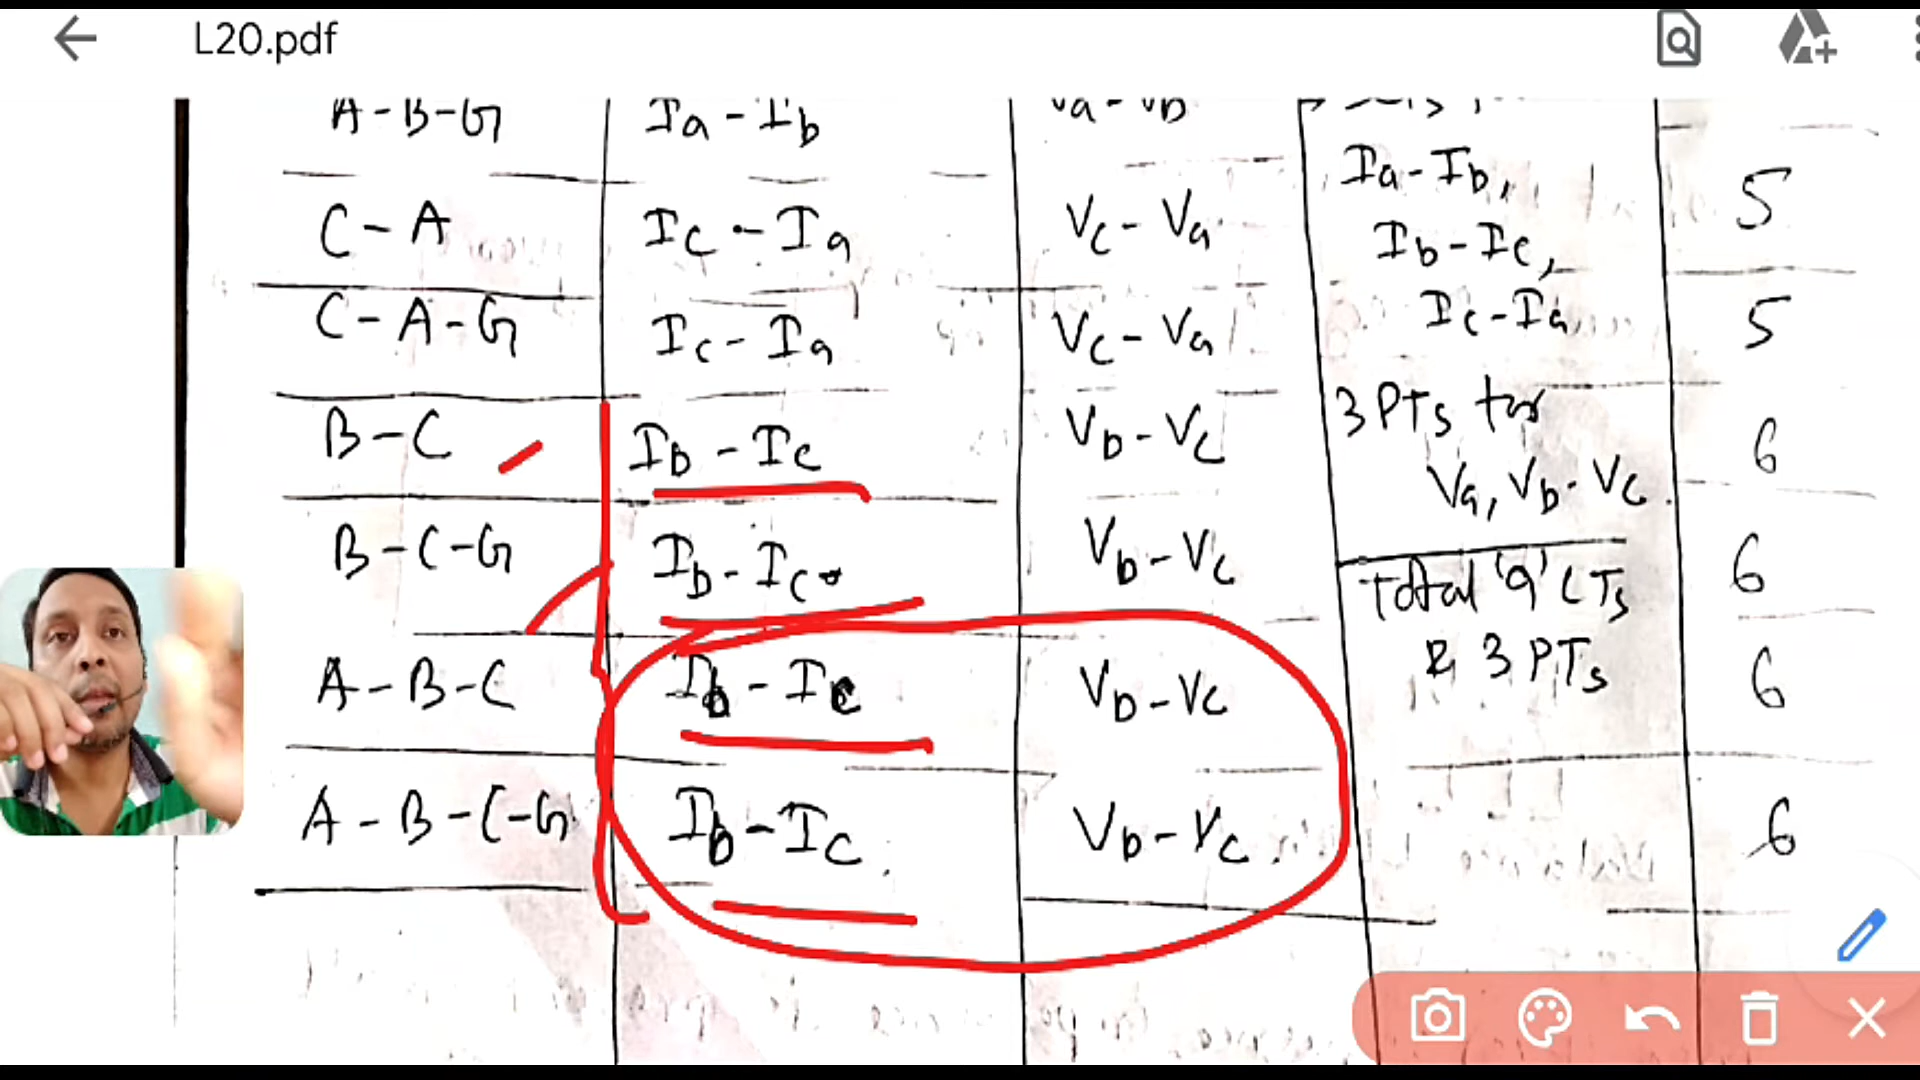 L20.pdf
A-B-G Ia-Ib Va-Vb
Ia-Ib,
C-A Ic-Ia Vc-Va 5
Ib-Ic,
C-A-G Ic-Ia Vc-Va Ic-Ia 5
B-C Ib-Ic Vb-Vc 3 PTs for 6
Va, Vb-Vc
B-C-G Ib-Ic Vb-Vc Total '9' CTs 6
A-B-C Ib-Ic Vb-Vc & 3 PTs 6
A-B-C-G Ib-Ic Vb-Vc 6